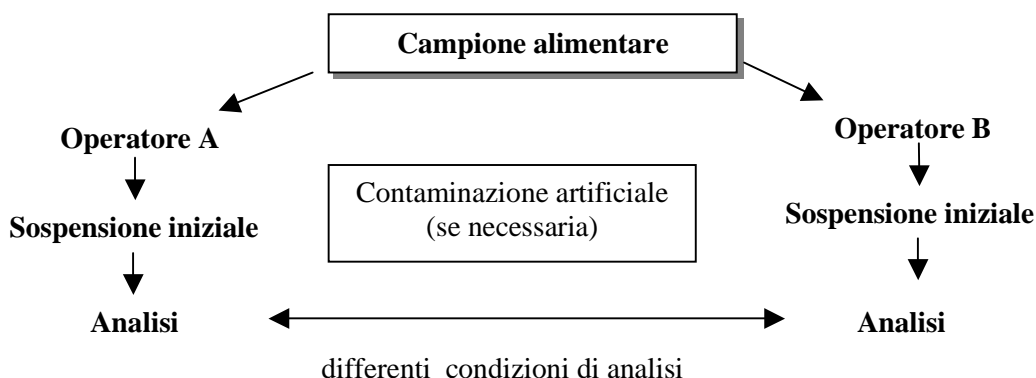 Campione alimentare
Operatore A
Operatore B
Contaminazione artificiale
(se necessaria)
Sospensione iniziale
Sospensione iniziale
Analisi
Analisi
differenti condizioni di analisi